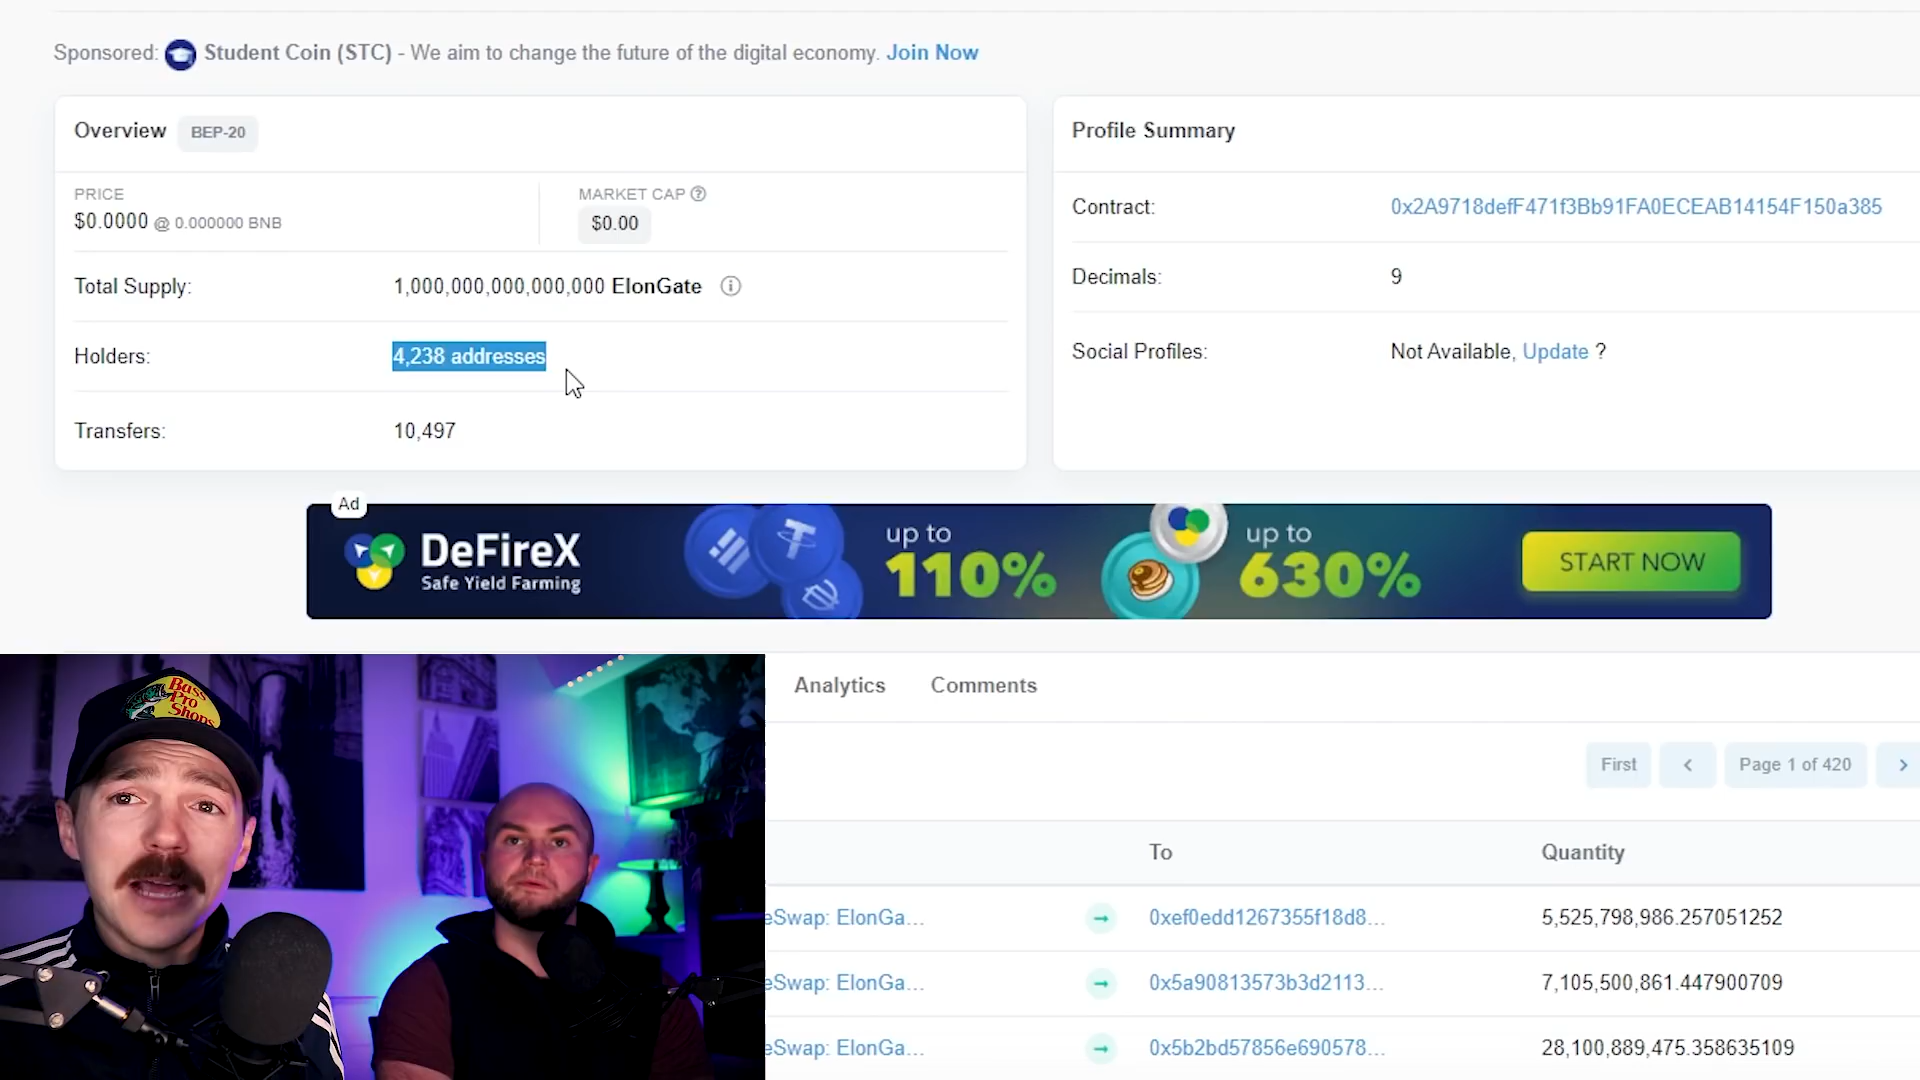 Sponsored: Student Coin (STC) - We aim to change the future of the digital economy. Join Now
Overview BEP-20
PRICE
$0.0000 @ 0.000000 BNB
MARKET CAP
$0.00
Total Supply: 1,000,000,000,000,000 ElonGate
Holders: 4,238 addresses
Transfers: 10,497
Profile Summary
Contract: 0x2A9718defF471f3Bb91FA0ECEAB14154F150a385
Decimals: 9
Social Profiles: Not Available, Update ?
Ad
DeFireX
Safe Yield Farming
up to
110%
up to
630%
START NOW
Analytics Comments
First < Page 1 of 420 >
To Quantity
eSwap: ElonGa... 0xef0edd1267355f18d8... 5,525,798,986.257051252
eSwap: ElonGa... 0x5a90813573b3d2113... 7,105,500,861.447900709
eSwap: ElonGa... 0x5b2bd57856e690578... 28,100,889,475.358635109
Bass
Pro
Shops